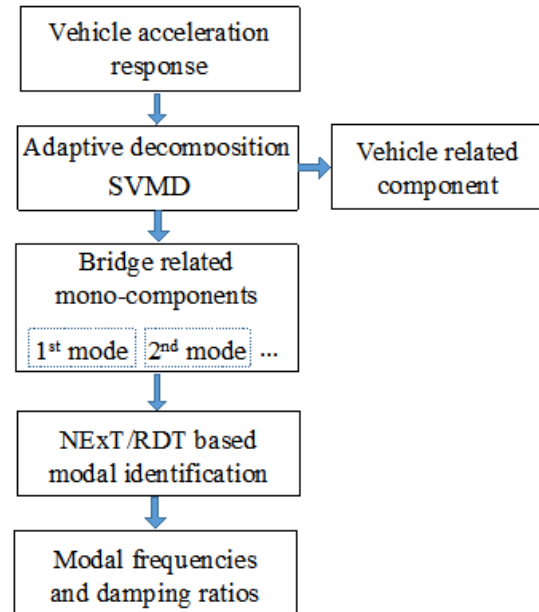 Vehicle acceleration
response
Adaptive decomposition
SVMD
Vehicle related
component
Bridge related
mono-components
1st mode 2nd mode ...
NExT/RDT based
modal identification
Modal frequencies
and damping ratios